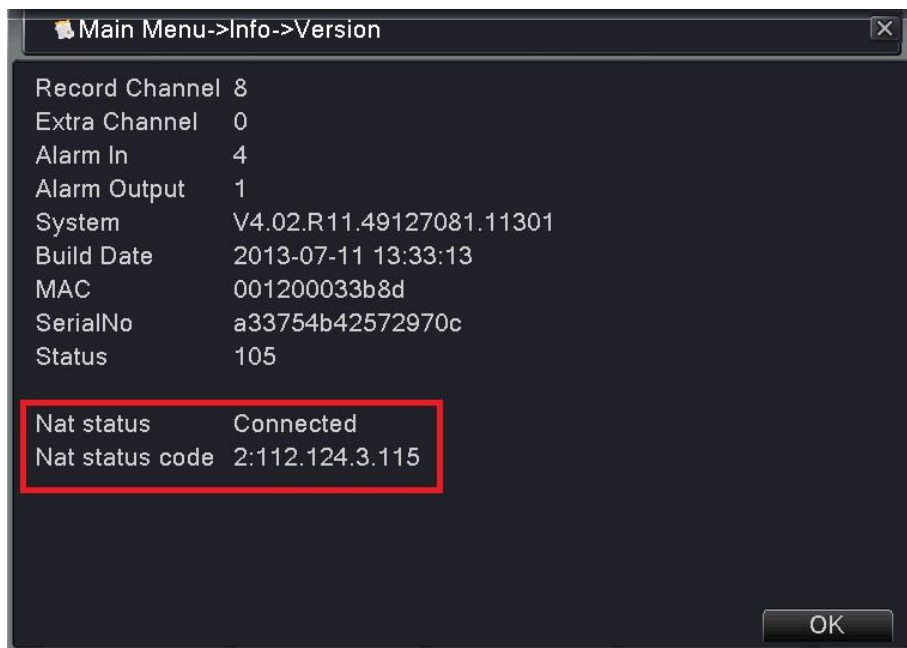 Main Menu->Info->Version
Record Channel 8
Extra Channel 0
Alarm In 4
Alarm Output 1
System V4.02.R11.49127081.11301
Build Date 2013-07-11 13:33:13
MAC 001200033b8d
SerialNo a33754b42572970c
Status 105
Nat status Connected
Nat status code 2:112.124.3.115
OK